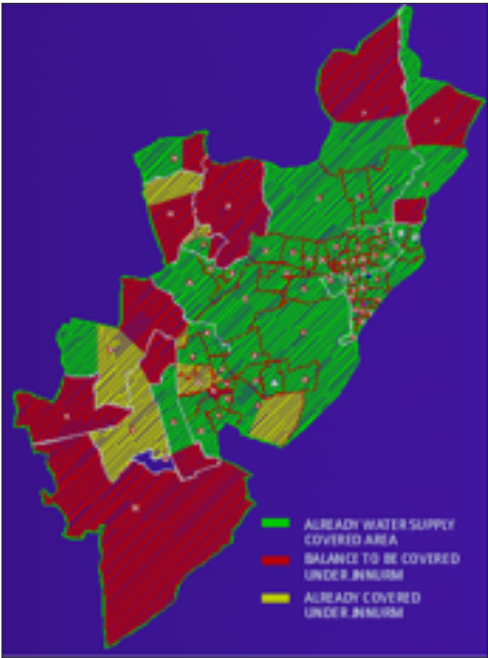 ALREADY WATER SUPPLY
COVERED AREA
BALANCE TO BE COVERED
UNDER JNNURM
ALREADY COVERED
UNDER JNNURM